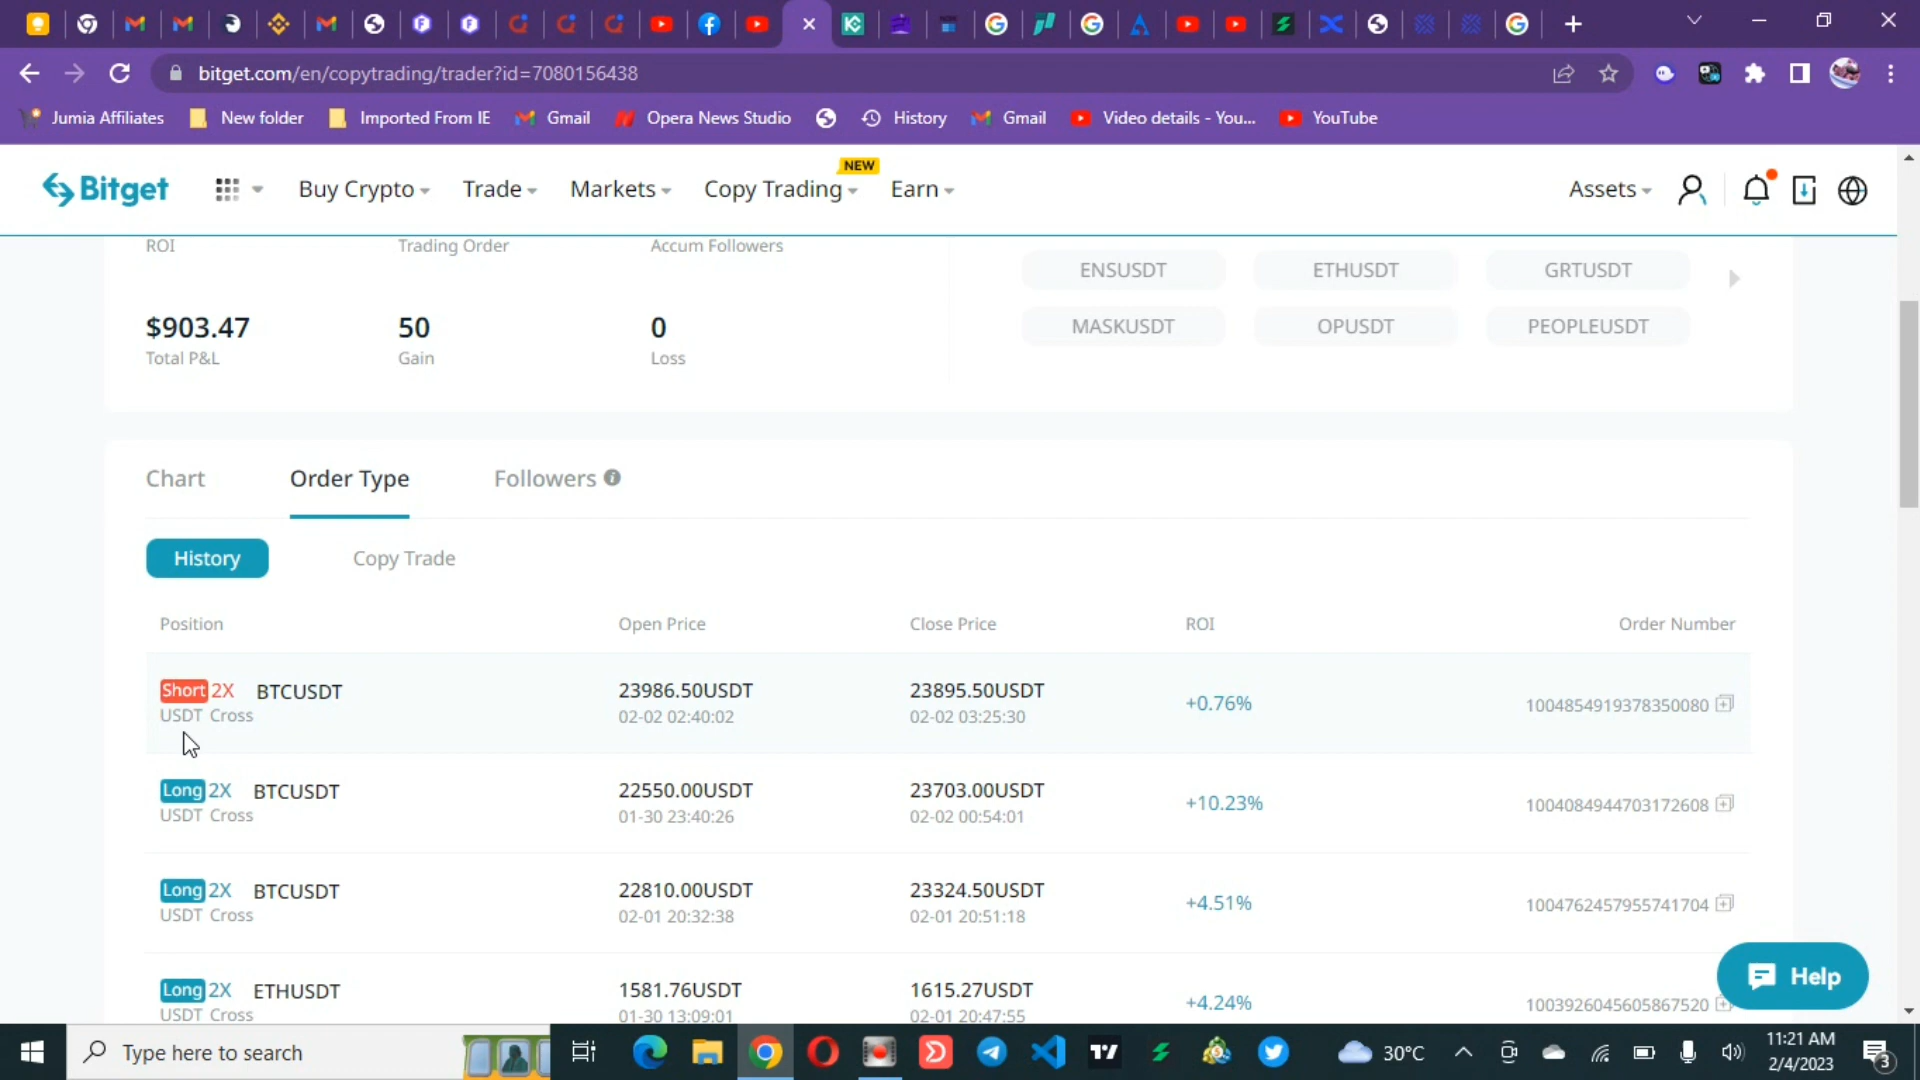 bitget.com/en/copytrading/trader?id=7080156438
Jumia Affiliates New folder Imported From IE Gmail Opera News Studio History Gmail Video details - You... YouTube
NEW
Bitget Buy Crypto Trade Markets Copy Trading Earn Assets
ROI Trading Order Accum Followers
ENSUSDT ETHUSDT GRTUSDT
$903.47 50 0
MASKUSDT OPUSDT PEOPLEUSDT
Total P&L Gain Loss
Chart Order Type Followers
History Copy Trade
Position Open Price Close Price ROI Order Number
Short 2X BTCUSDT 23986.50USDT 23895.50USDT +0.76% 1004854919378350080
USDT Cross 02-02 02:40:02 02-02 03:25:30
Long 2X BTCUSDT 22550.00USDT 23703.00USDT +10.23% 1004084944703172608
USDT Cross 01-30 23:40:26 02-02 00:54:01
Long 2X BTCUSDT 22810.00USDT 23324.50USDT +4.51% 1004762457955741704
USDT Cross 02-01 20:32:38 02-01 20:51:18
Long 2X ETHUSDT 1581.76USDT 1615.27USDT +4.24% 1003926045605867520
USDT Cross 01-30 13:09:01 02-01 20:47:55
Help
Type here to search 30°C 11:21 AM
2/4/2023 3